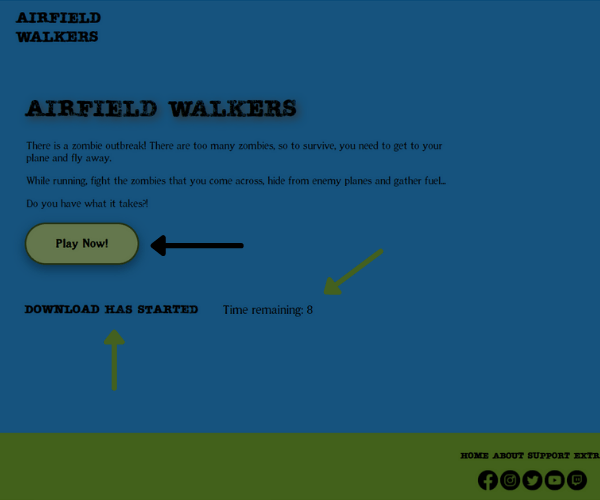 AIRFIELD
WALKERS
AIRFIELD WALKERS
There is a zombie outbreak! There are too many zombies, so to survive, you need to get to your
plane and fly away.
While running, fight the zombies that you come across, hide from enemy planes and gather fuel...
Do you have what it takes?!
Play Now!
DOWNLOAD HAS STARTED Time remaining: 8
HOME ABOUT SUPPORT EXTR